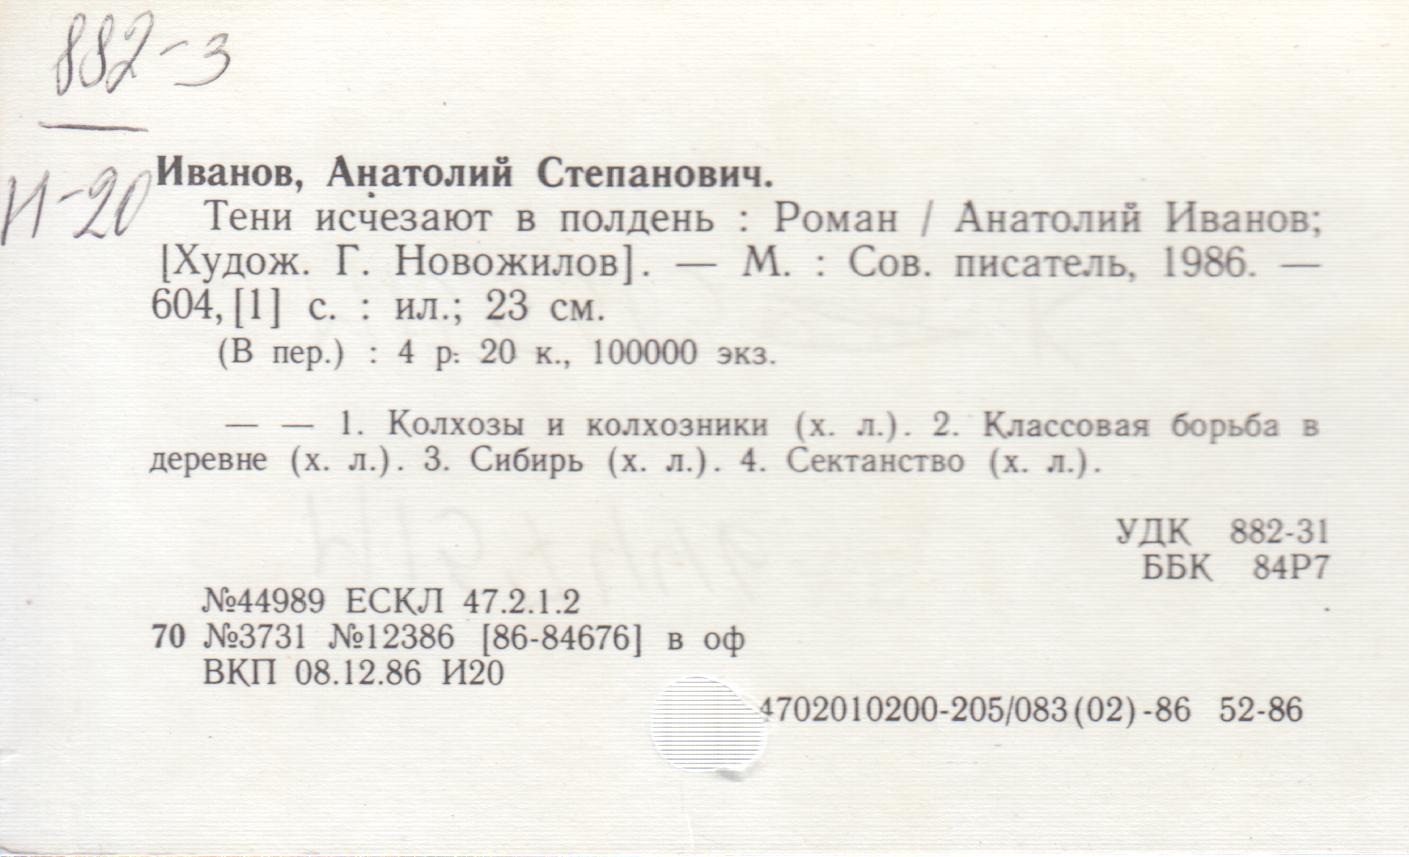 882-3
И-20
Иванов, Анатолий Степанович.
Тени исчезают в полдень : Роман / Анатолий Иванов;
[Худож. Г. Новожилов]. — М. : Сов. писатель, 1986. —
604, [1] с. : ил.; 23 см.
(В пер.) : 4 р. 20 к., 100000 экз.
— — 1. Колхозы и колхозники (х. л.). 2. Классовая борьба в
деревне (х. л.). 3. Сибирь (х. л.). 4. Сектанство (х. л.).
УДК 882-31
ББК 84Р7
№44989 ЕСКЛ 47.2.1.2
70 №3731 №12386 [86-84676] в оф
ВКП 08.12.86 И20
4702010200-205/083(02)-86 52-86